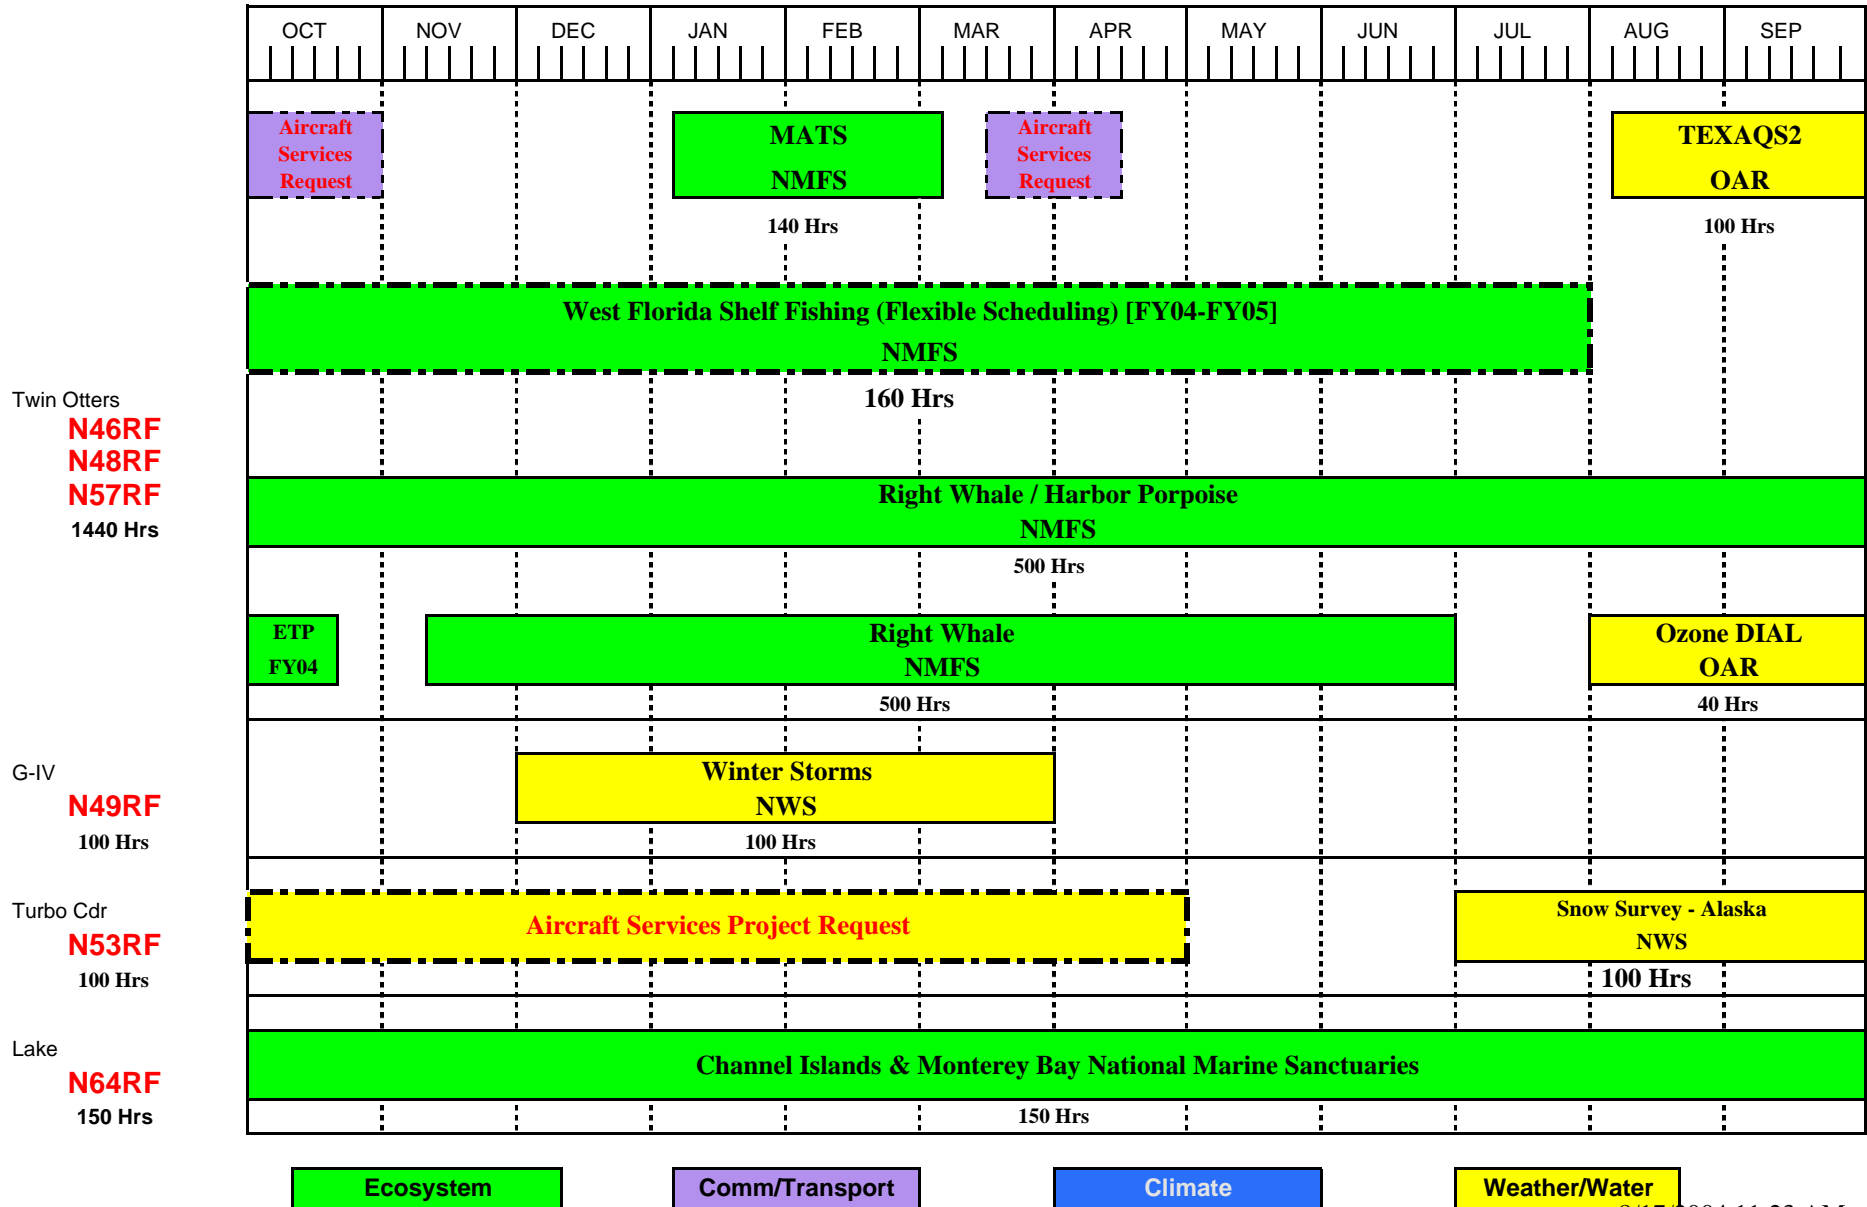 OCT NOV DEC JAN FEB MAR APR MAY JUN JUL AUG SEP
Aircraft
Services
Request
MATS
NMFS
140 Hrs
Aircraft
Services
Request
TEXAQS2
OAR
100 Hrs
West Florida Shelf Fishing (Flexible Scheduling) [FY04-FY05]
NMFS
160 Hrs
Twin Otters
N46RF
N48RF
N57RF
1440 Hrs
Right Whale / Harbor Porpoise
NMFS
500 Hrs
ETP
FY04
Right Whale
NMFS
500 Hrs
Ozone DIAL
OAR
40 Hrs
G-IV
N49RF
100 Hrs
Winter Storms
NWS
100 Hrs
Turbo Cdr
N53RF
100 Hrs
Aircraft Services Project Request
Snow Survey - Alaska
NWS
100 Hrs
Lake
N64RF
150 Hrs
Channel Islands & Monterey Bay National Marine Sanctuaries
150 Hrs
Ecosystem
Comm/Transport
Climate
Weather/Water